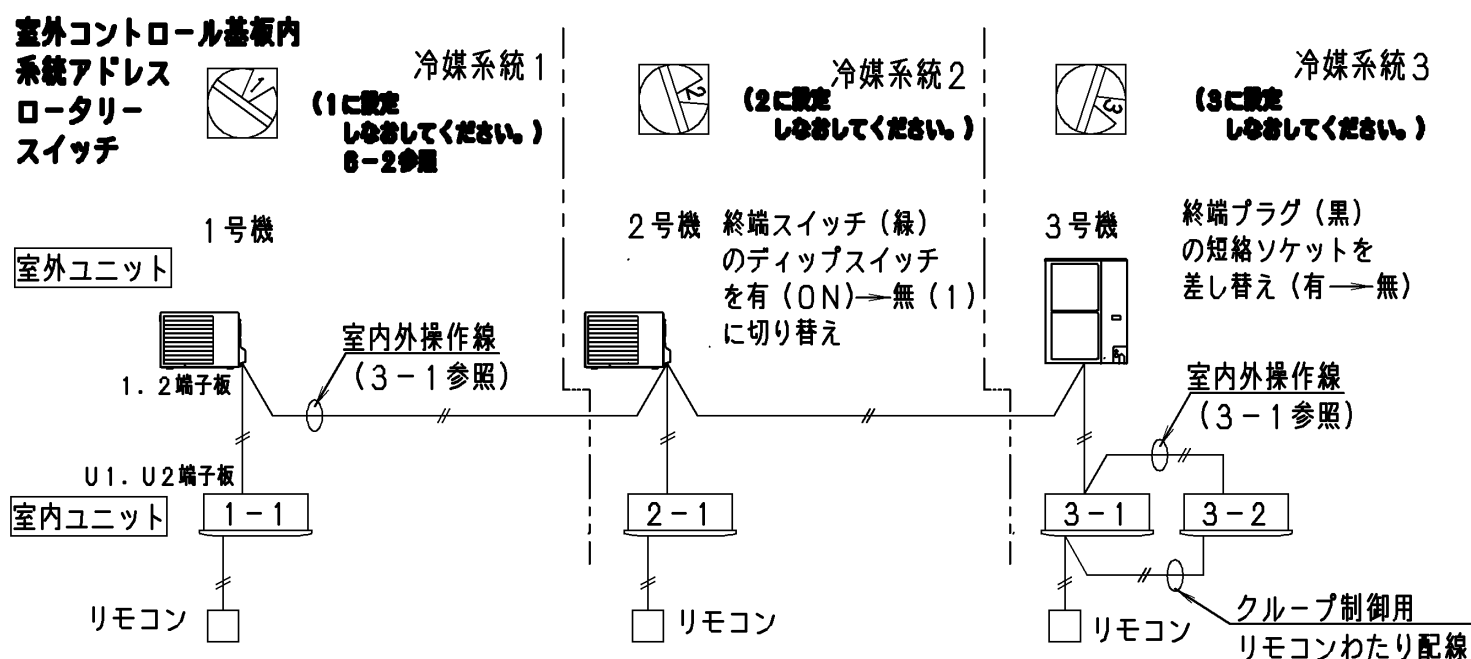 室外コントロール基板内
系統アドレス
ロータリー
スイッチ
1
冷媒系統1
(1に設定
しなおしてください。)
6-2参照
2
冷媒系統2
(2に設定
しなおしてください。)
3
冷媒系統3
(3に設定
しなおしてください。)
1号機
2号機
終端スイッチ(緑)
のディップスイッチ
を有(ON)→無(1)
に切り替え
3号機
終端プラグ(黒)
の短絡ソケットを
差し替え(有→無)
室外ユニット
室内外操作線
(3-1参照)
1.2端子板
室内外操作線
(3-1参照)
U1.U2端子板
室内ユニット
1-1
2-1
3-1
3-2
リモコン
リモコン
リモコン
クループ制御用
リモコンわたり配線